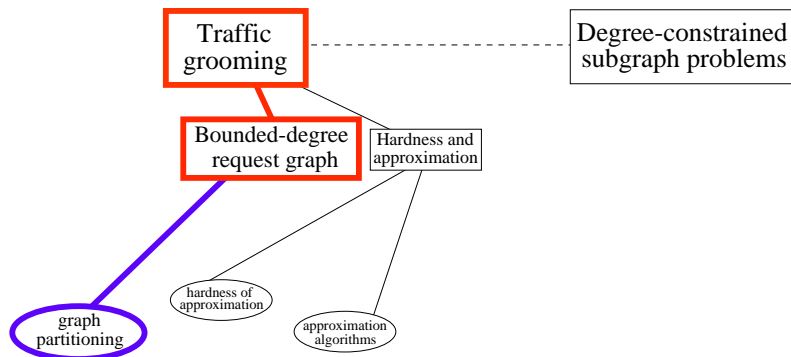 Traffic
grooming
Degree-constrained
subgraph problems
Bounded-degree
request graph
Hardness and
approximation
hardness of
approximation
graph
partitioning
approximation
algorithms